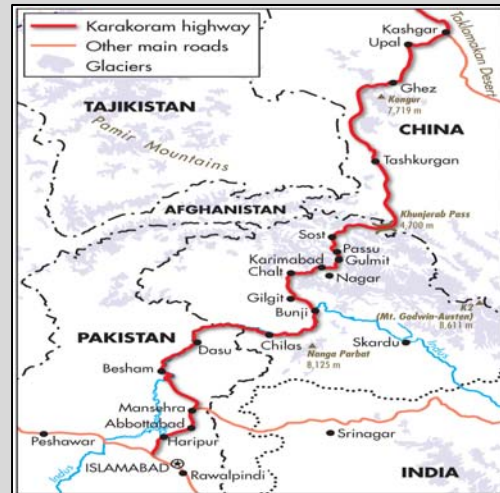 Karakoram highway
Other main roads
Glaciers
Kashgar
Upal
Taklamakan Desert
Ghez
Kongur
7,719 m
TAJIKISTAN
CHINA
Pamir Mountains
Tashkurgan
AFGHANISTAN
Khunjerab Pass
4,700 m
Sost
Passu
Karimabad
Gulmit
Chalt
Nagar
Gilgit
K2
(Mt. Godwin-Austen)
8.611 m
Bunji
PAKISTAN
Indus
Chilas
Skardu
Dasu
Nanga Parbat
8,125 m
Besham
Mansehra
Abbottabad
Peshawar
Haripur
Srinagar
ISLAMABAD
Rawalpindi
Indus
INDIA